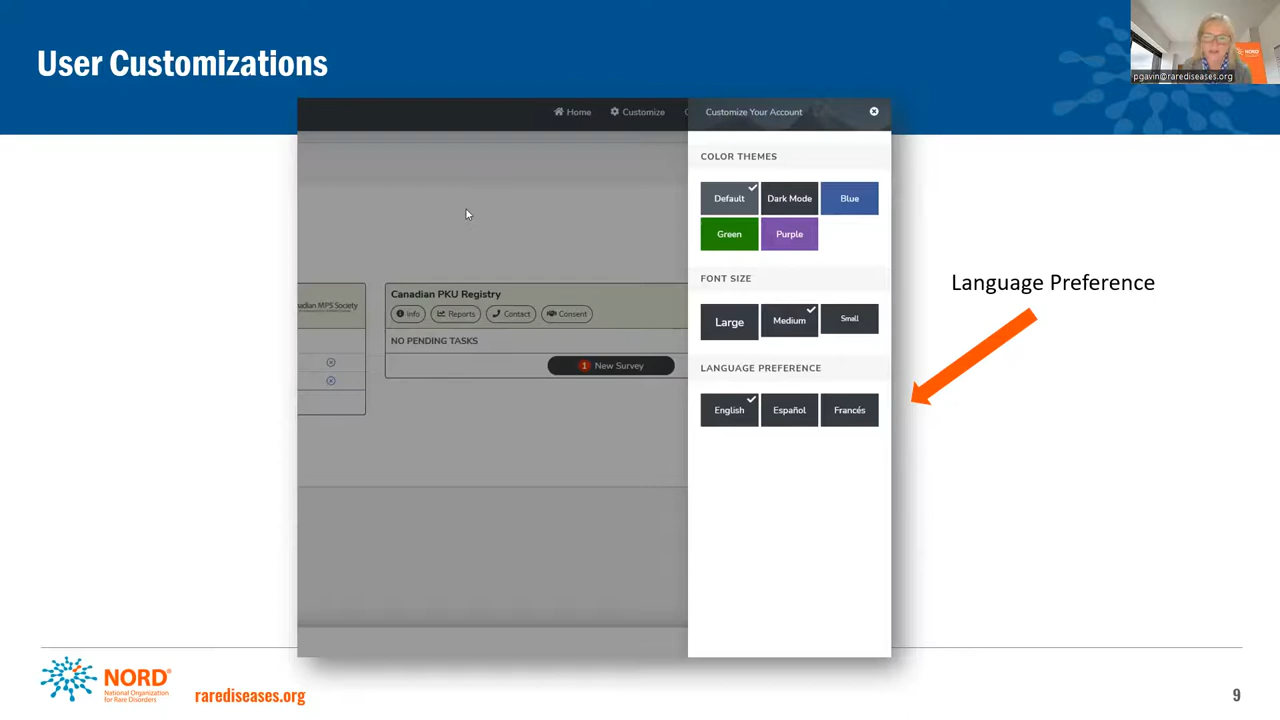 User Customizations
pgavin@rarediseases.org
Home
Customize
Customize Your Account
COLOR THEMES
Default
Dark Mode
Blue
Green
Purple
FONT SIZE
Large
Medium
Small
LANGUAGE PREFERENCE
English
Español
Francés
Language Preference
nadian MPS Society
Canadian PKU Registry
Info
Reports
Contact
Consent
NO PENDING TASKS
1 New Survey
NORD®
National Organization
for Rare Disorders
rarediseases.org
9